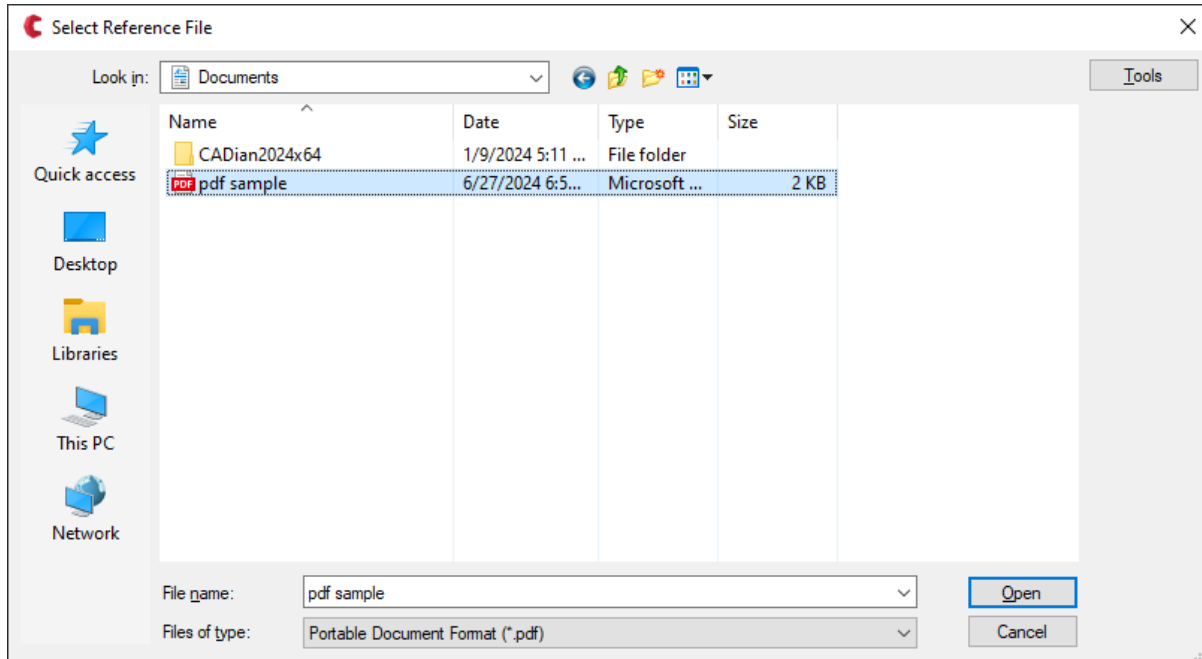 Select Reference File
Look in: Documents Tools
Name Date Type Size
CADian2024x64 1/9/2024 5:11 ... File folder
PDF pdf sample 6/27/2024 6:5... Microsoft ... 2 KB
Quick access
Desktop
Libraries
This PC
Network
File name: pdf sample Open
Files of type: Portable Document Format (*.pdf) Cancel